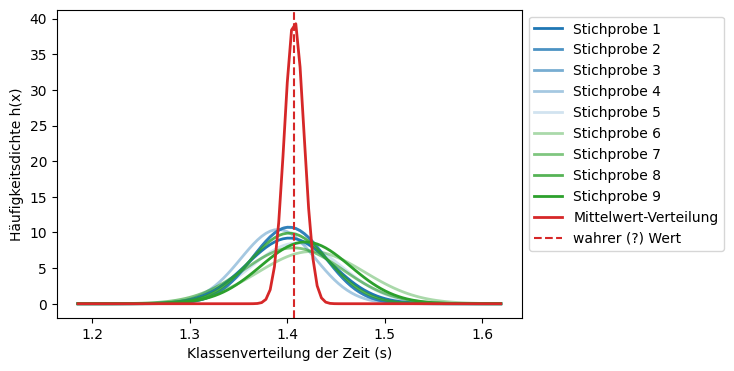 40
35
30
25
20
15
10
5
0
Häufigkeitsdichte h(x)
1.2 1.3 1.4 1.5 1.6
Klassenverteilung der Zeit (s)
Stichprobe 1
Stichprobe 2
Stichprobe 3
Stichprobe 4
Stichprobe 5
Stichprobe 6
Stichprobe 7
Stichprobe 8
Stichprobe 9
Mittelwert-Verteilung
wahrer (?) Wert